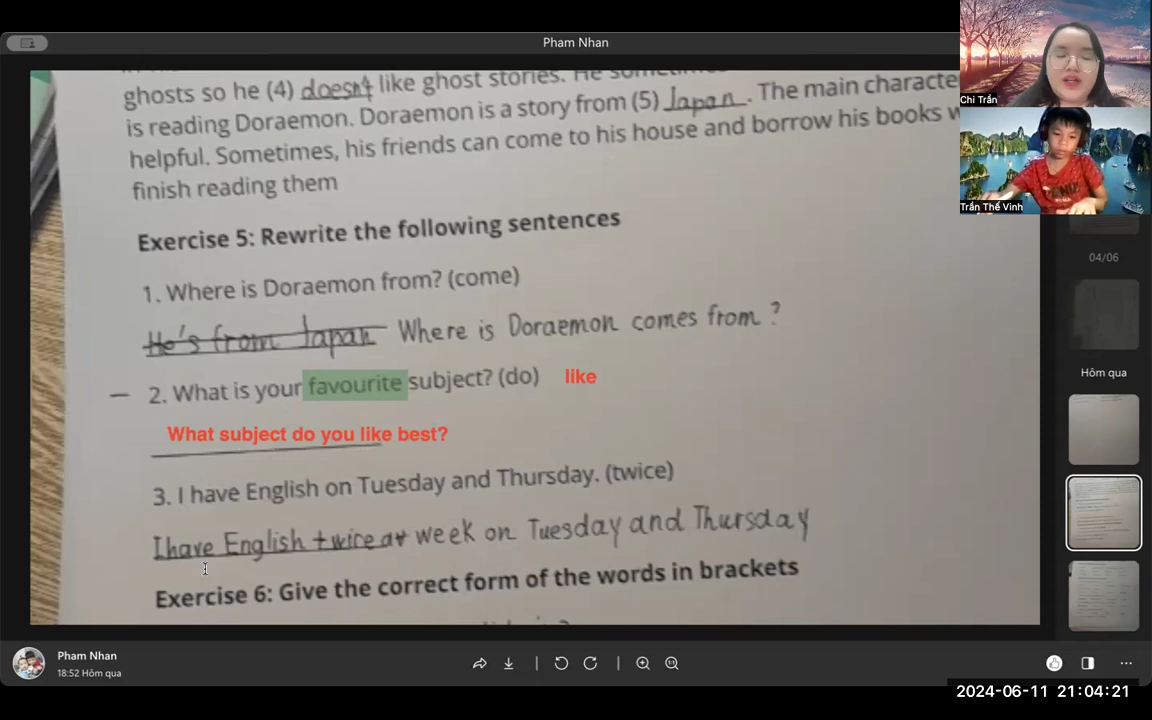 Pham Nhan
Chi Trần
Trần Thế Vinh
ghosts so he (4) doesn't like ghost stories. He
is reading Doraemon. Doraemon is a story from (5) Japan. The main characte
helpful. Sometimes, his friends can come to his house and borrow his books w
finish reading them
Exercise 5: Rewrite the following sentences
1. Where is Doraemon from? (come)
He's from Japan Where is Doraemon comes from?
2. What is your favourite subject? (do) like
What subject do you like best?
3. I have English on Tuesday and Thursday. (twice)
I have English twice at week on Tuesday and Thursday
Exercise 6: Give the correct form of the words in brackets
04/06
Hôm qua
Pham Nhan
18:52 Hôm qua
2024-06-11 21:04:21